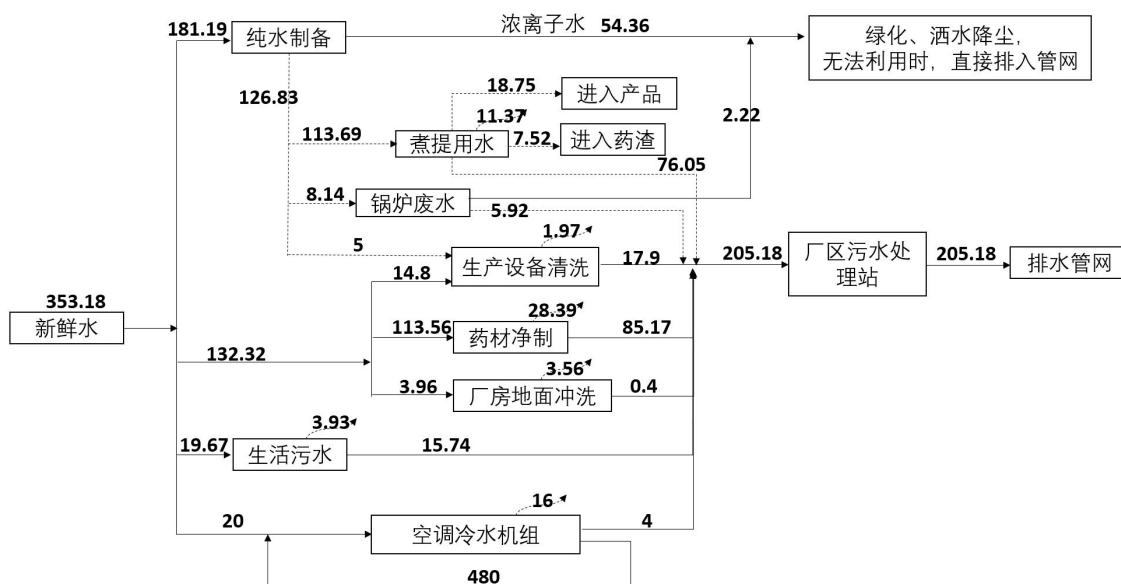 181.19
纯水制备
浓离子水
54.36
绿化、洒水降尘,
无法利用时,直接排入管网
126.83
18.75
进入产品
11.37
113.69
煮提用水
7.52
进入药渣
2.22
76.05
8.14
锅炉废水
5.92
5
1.97
生产设备清洗
17.9
205.18
厂区污水处
理站
205.18
排水管网
14.8
353.18
新鲜水
28.39
113.56
药材净制
85.17
132.32
3.56
3.96
厂房地面冲洗
0.4
3.93
19.67
生活污水
15.74
16
20
空调冷水机组
4
480